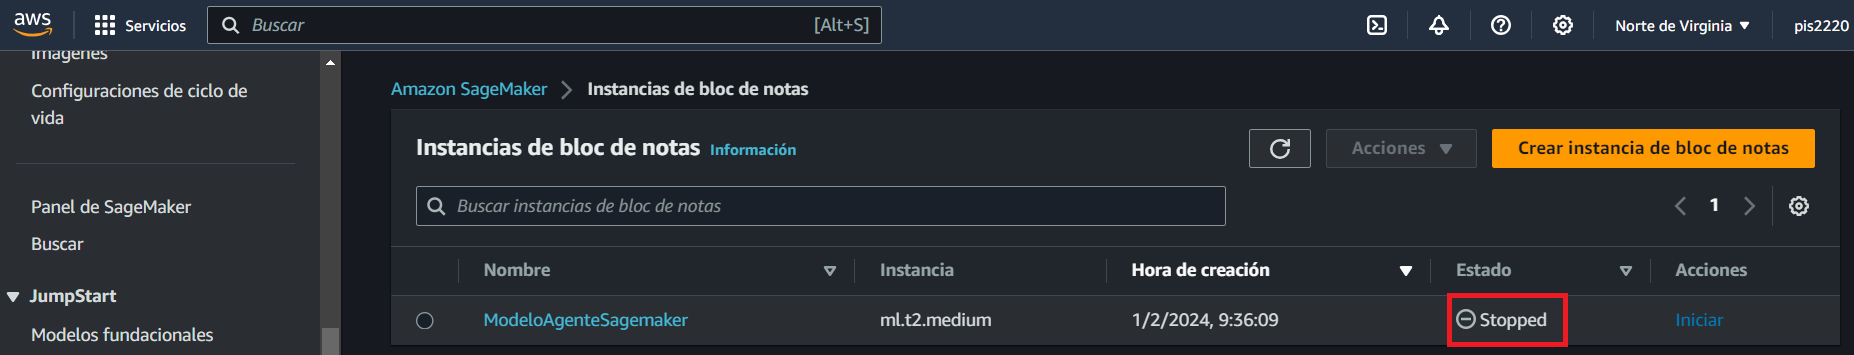 aws Servicios Buscar [Alt+S] Norte de Virginia pis2220
Imágenes
Configuraciones de ciclo de
vida
Panel de SageMaker
Buscar
JumpStart
Modelos fundacionales
Amazon SageMaker Instancias de bloc de notas
Instancias de bloc de notas Información Acciones Crear instancia de bloc de notas
Buscar instancias de bloc de notas 1
Nombre Instancia Hora de creación Estado Acciones
ModeloAgenteSagemaker ml.t2.medium 1/2/2024, 9:36:09 Stopped Iniciar